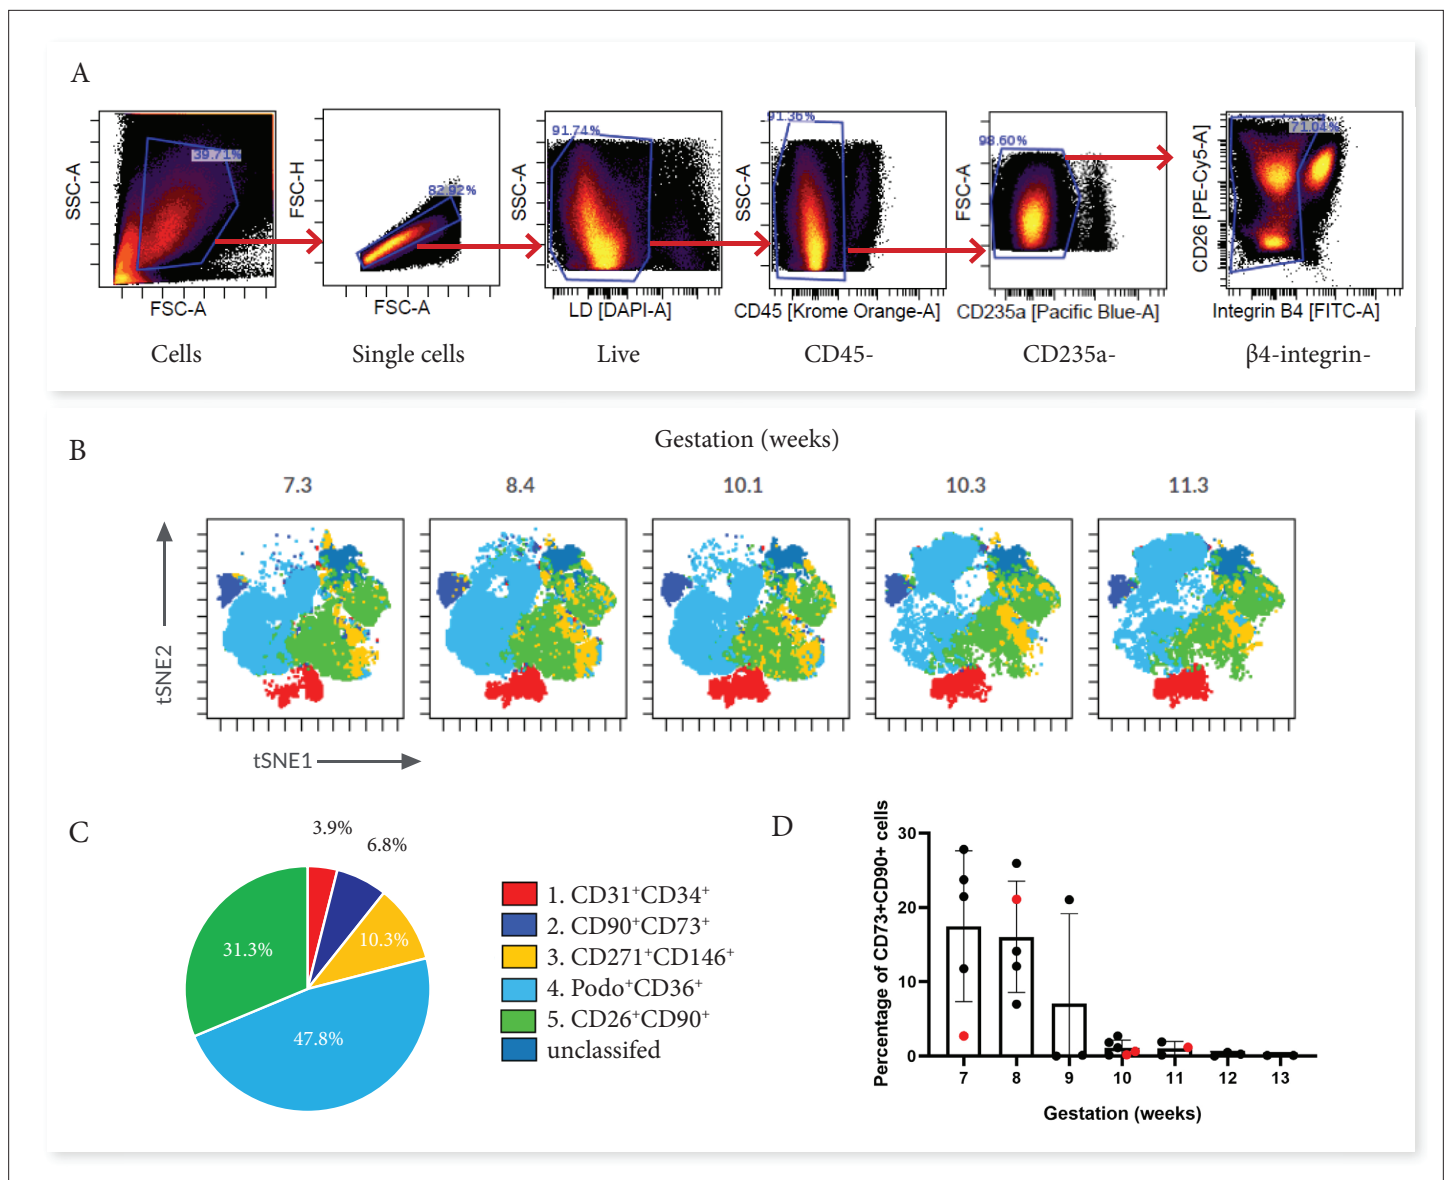 A
39.71%
SSC-A
FSC-A
Cells
82.92%
FSC-H
FSC-A
Single cells
91.74%
SSC-A
LD [DAPI-A]
Live
91.36%
SSC-A
CD45 [Krome Orange-A]
CD45-
98.60%
FSC-A
CD235a [Pacific Blue-A]
CD235a-
71.04%
CD26 [PE-Cy5-A]
Integrin B4 [FITC-A]
β4-integrin-
B
Gestation (weeks)
7.3
8.4
10.1
10.3
11.3
tSNE2
tSNE1
C
3.9%
6.8%
10.3%
31.3%
47.8%
1. CD31⁺CD34⁺
2. CD90⁺CD73⁺
3. CD271⁺CD146⁺
4. Podo⁺CD36⁺
5. CD26⁺CD90⁺
unclassifed
D
Percentage of CD73+CD90+ cells
30
20
10
0
7 8 9 10 11 12 13
Gestation (weeks)